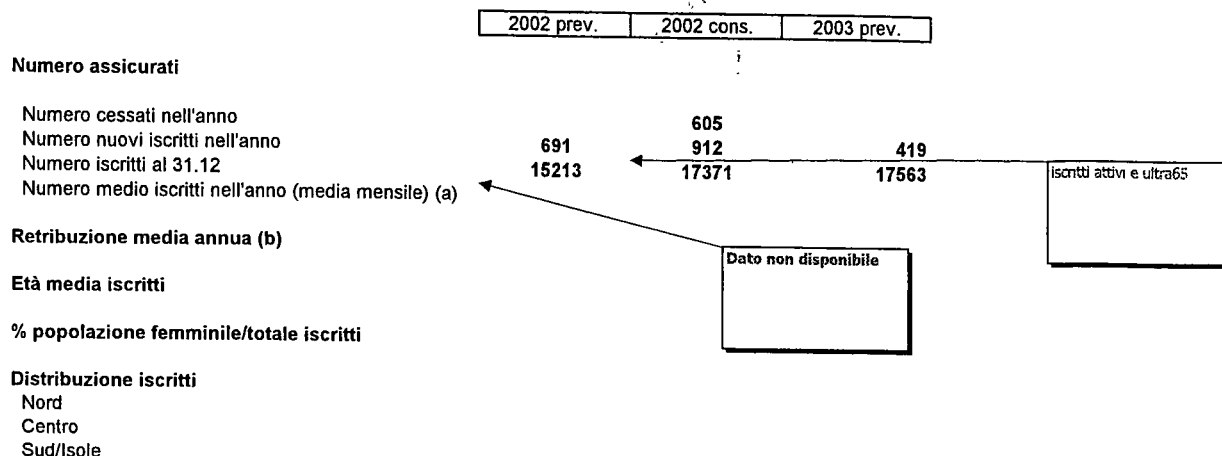 2002 prev. 2002 cons. 2003 prev.
Numero assicurati
Numero cessati nell'anno 605
Numero nuovi iscritti nell'anno 691 912 419
Numero iscritti al 31.12 15213 17371 17563
iscritti attivi e ultra65
Numero medio iscritti nell'anno (media mensile) (a)
Retribuzione media annua (b)
Dato non disponibile
Età media iscritti
% popolazione femminile/totale iscritti
Distribuzione iscritti
Nord
Centro
Sud/Isole